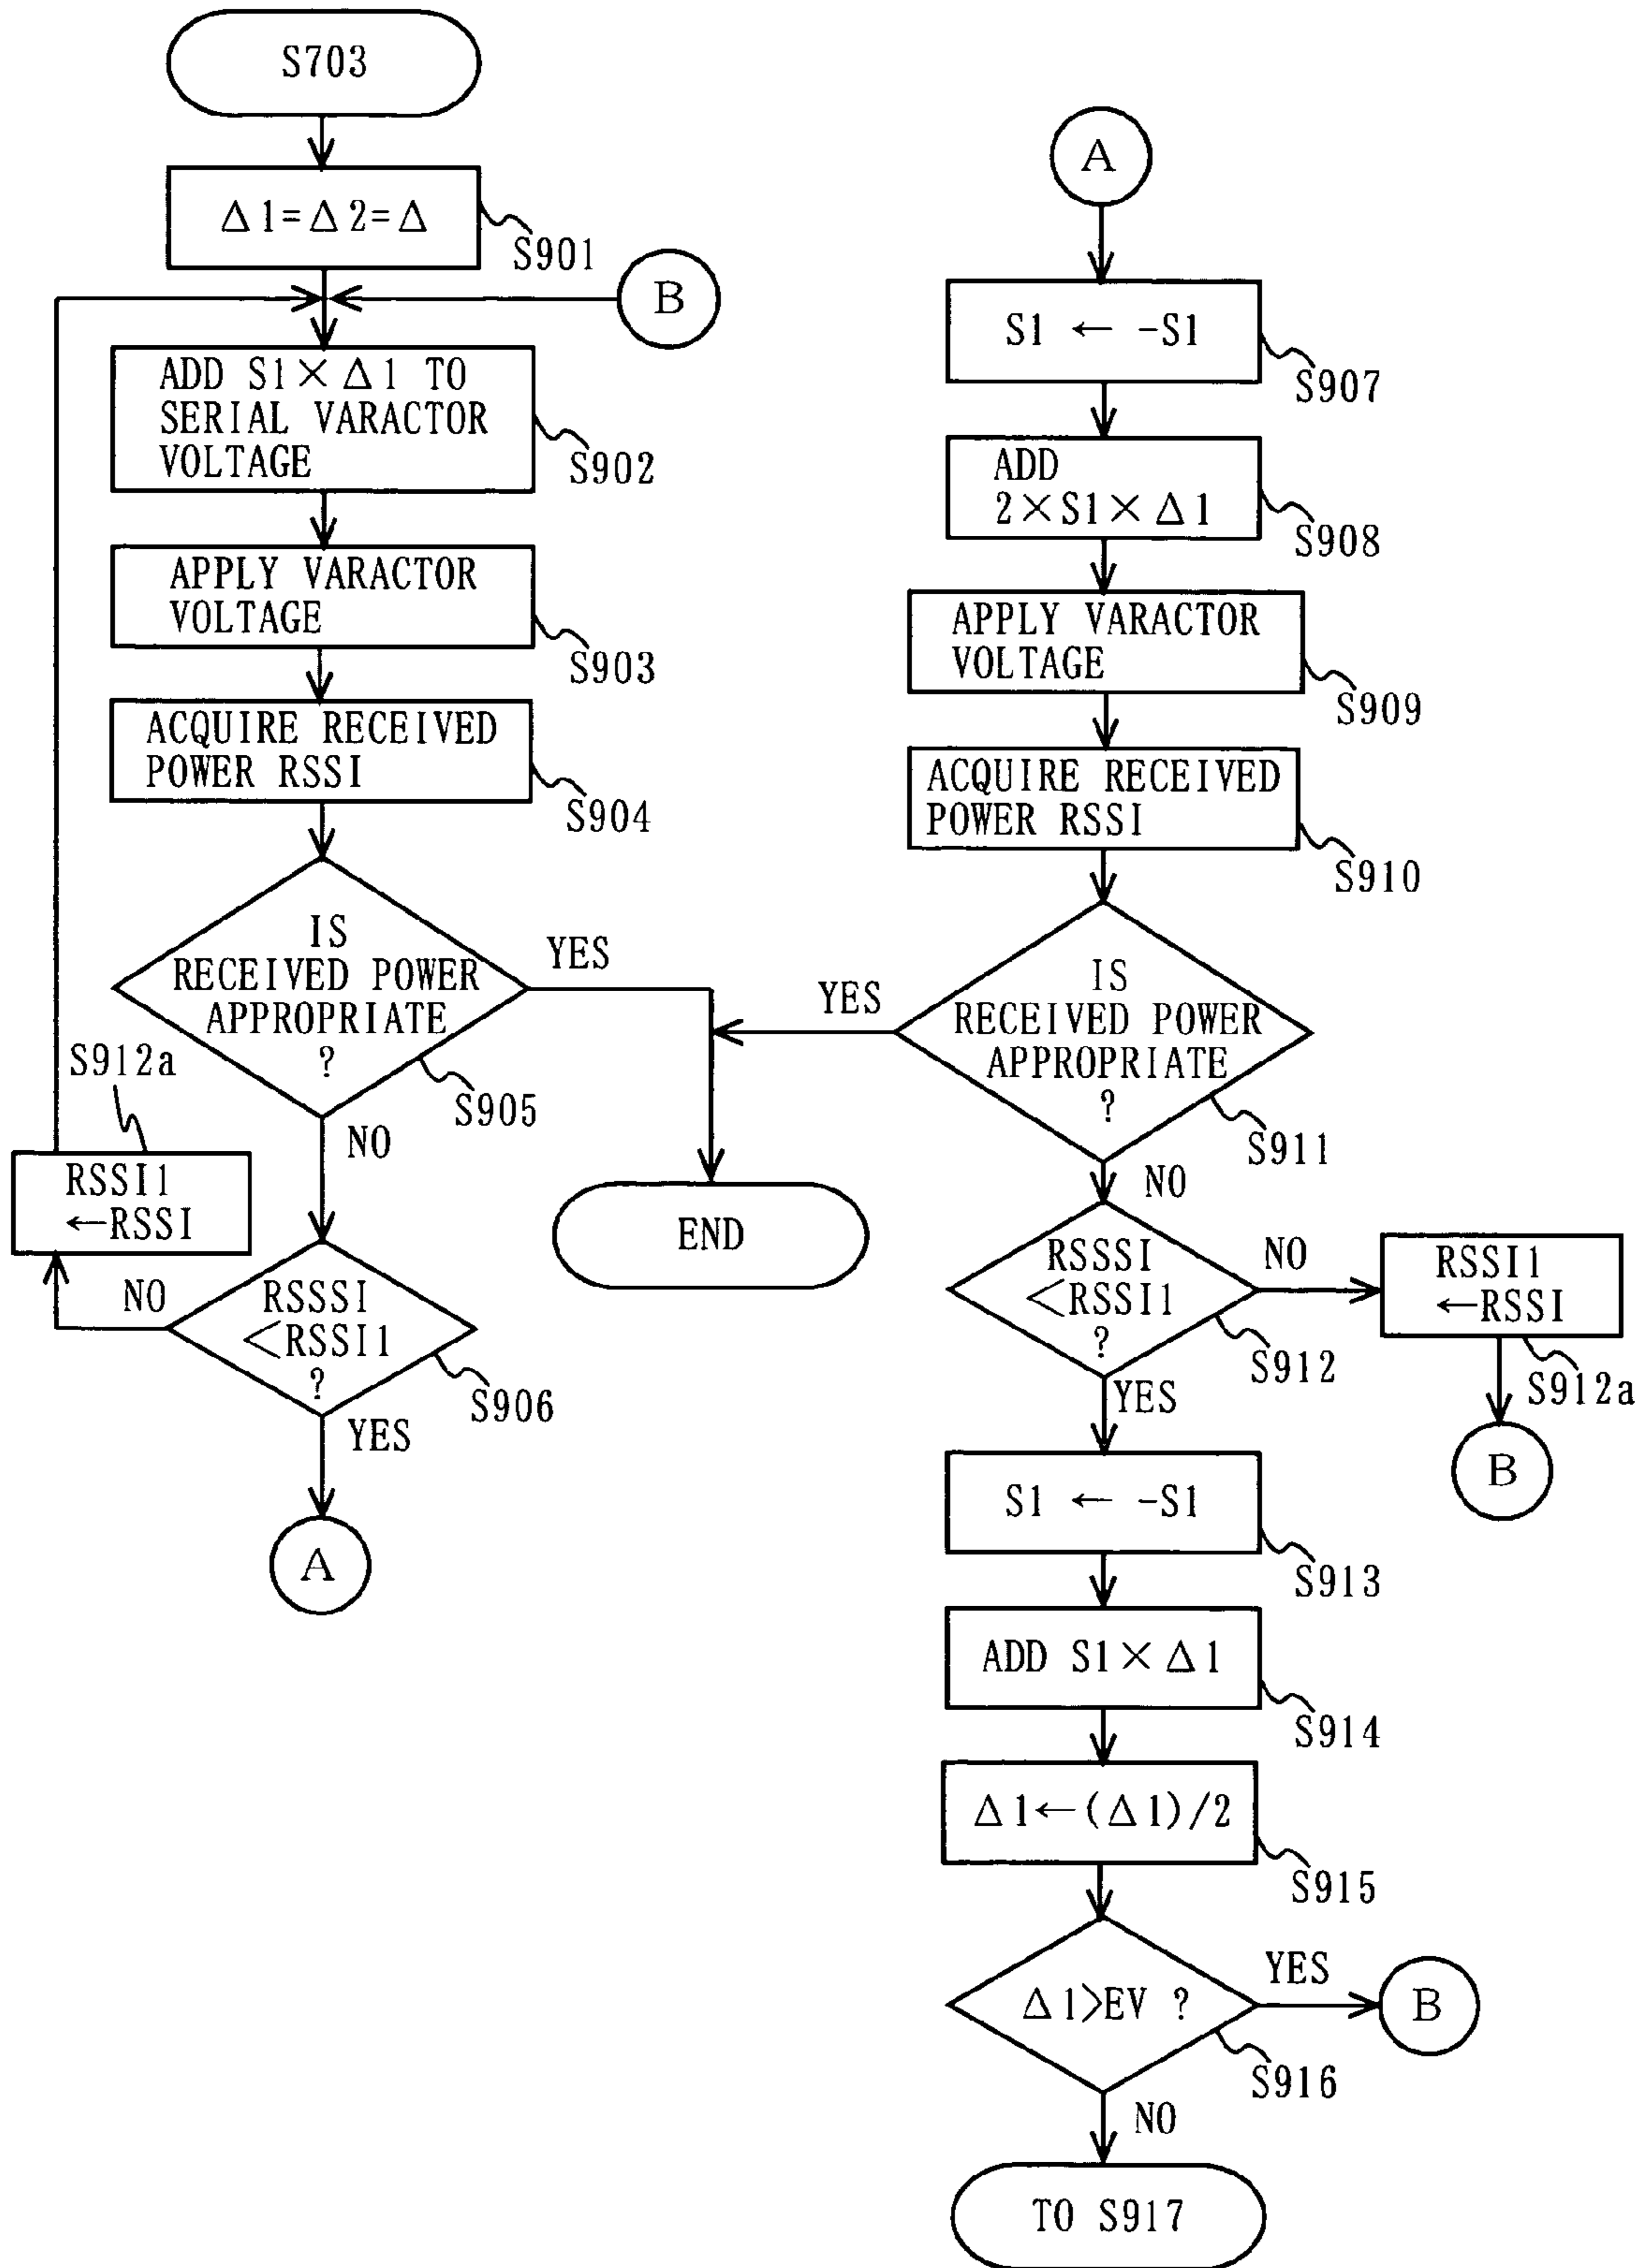 S703
Δ1=Δ2=Δ
S901
B
ADD S1×Δ1 TO
SERIAL VARACTOR
VOLTAGE
S902
APPLY VARACTOR
VOLTAGE
S903
ACQUIRE RECEIVED
POWER RSSI
S904
IS
RECEIVED POWER
APPROPRIATE
?
YES
S905
NO
S912a
RSSI1
←RSSI
NO
RSSSI
<RSSI1
?
S906
YES
A
END
A
S1 ← -S1
S907
ADD
2×S1×Δ1
S908
APPLY VARACTOR
VOLTAGE
S909
ACQUIRE RECEIVED
POWER RSSI
S910
YES
IS
RECEIVED POWER
APPROPRIATE
?
S911
NO
RSSSI
<RSSI1
?
NO
S912
RSSI1
←RSSI
S912a
B
YES
S1 ← -S1
S913
ADD S1×Δ1
S914
Δ1←(Δ1)/2
S915
Δ1>EV ?
YES
B
S916
NO
TO S917